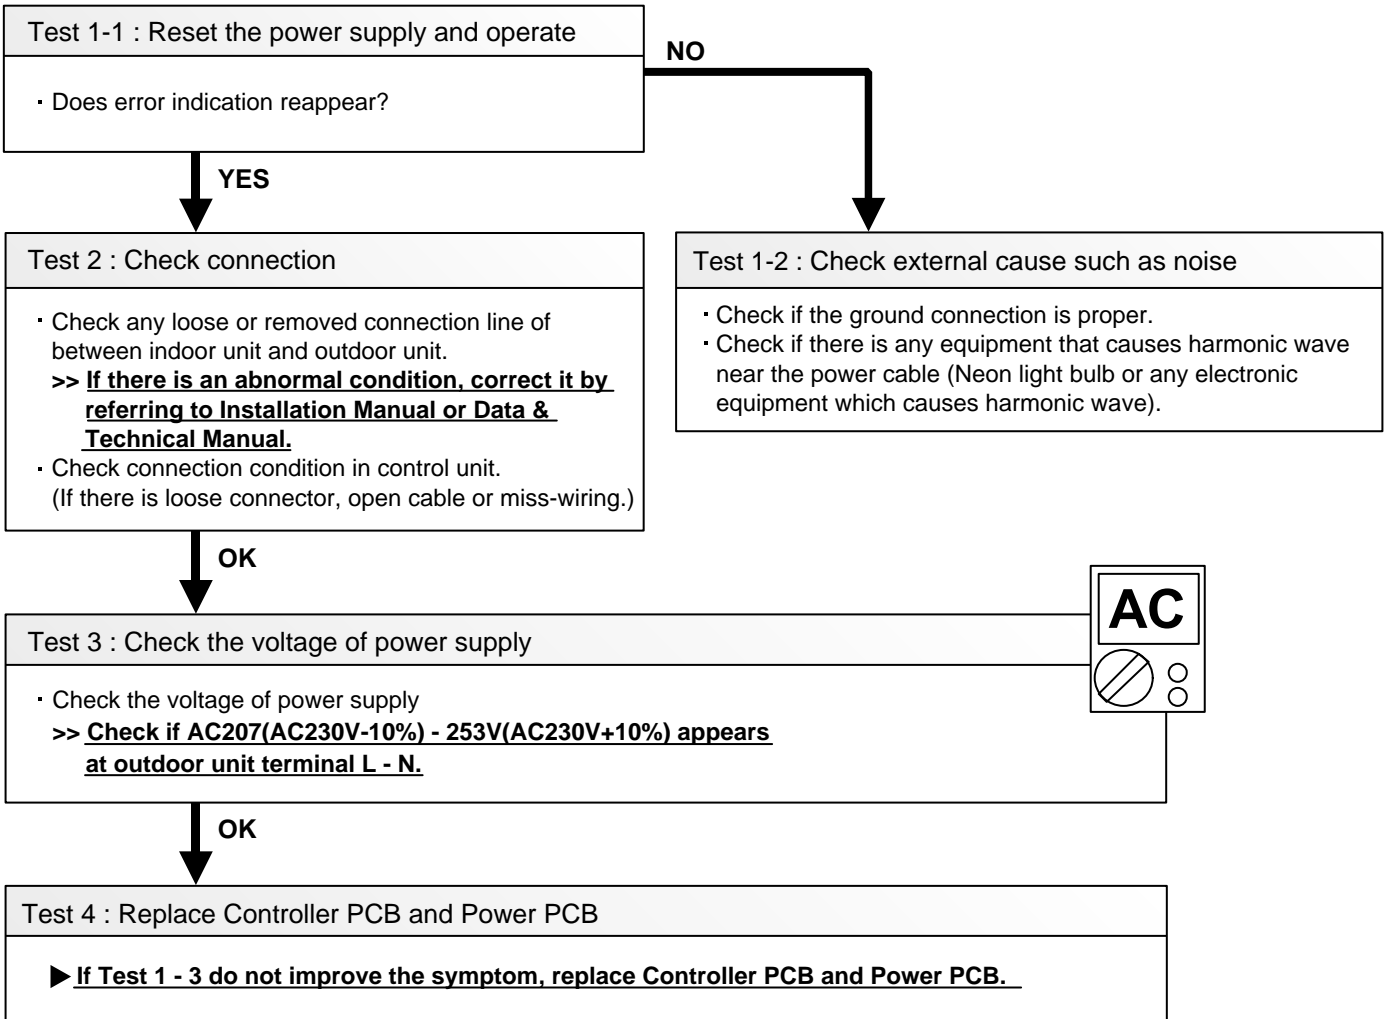 Test 1-1 : Reset the power supply and operate
NO
· Does error indication reappear?
YES
Test 2 : Check connection
· Check any loose or removed connection line of
between indoor unit and outdoor unit.
>> If there is an abnormal condition, correct it by
referring to Installation Manual or Data &
Technical Manual.
· Check connection condition in control unit.
(If there is loose connector, open cable or miss-wiring.)
Test 1-2 : Check external cause such as noise
· Check if the ground connection is proper.
· Check if there is any equipment that causes harmonic wave
near the power cable (Neon light bulb or any electronic
equipment which causes harmonic wave).
OK
AC
Test 3 : Check the voltage of power supply
· Check the voltage of power supply
>> Check if AC207(AC230V-10%) - 253V(AC230V+10%) appears
at outdoor unit terminal L - N.
OK
Test 4 : Replace Controller PCB and Power PCB
▶ If Test 1 - 3 do not improve the symptom, replace Controller PCB and Power PCB.